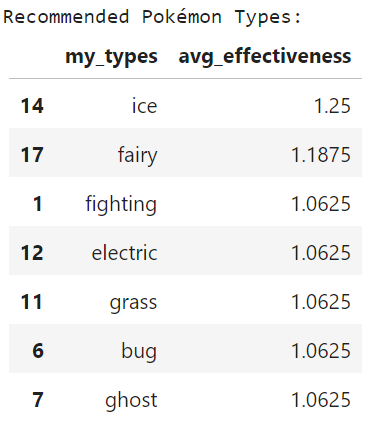 Recommended Pokémon Types:
my_types avg_effectiveness
14 ice 1.25
17 fairy 1.1875
1 fighting 1.0625
12 electric 1.0625
11 grass 1.0625
6 bug 1.0625
7 ghost 1.0625